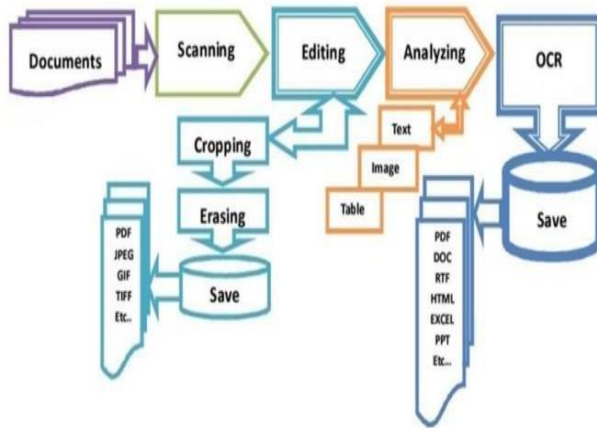 Documents
Scanning
Editing
Analyzing
OCR
Cropping
Erasing
Save
PDF
JPEG
GIF
TIFF
Etc..
Text
Image
Table
Save
PDF
DOC
RTF
HTML
EXCEL
PPT
Etc...